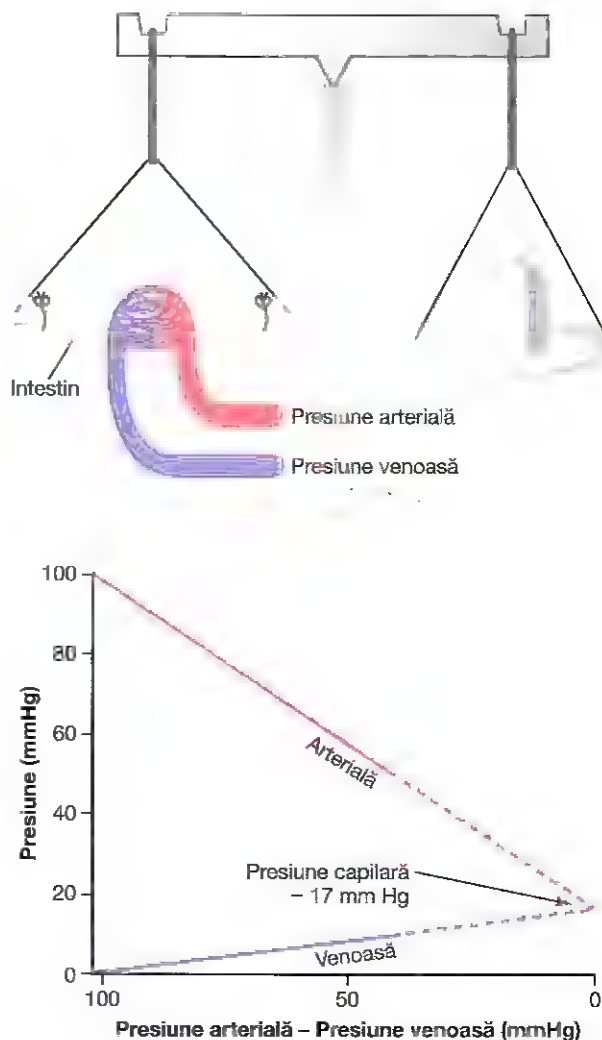 Intestin
Presiune arterială
Presiune venoasă
100
80
60
40
20
0
Presiune (mmHg)
Arterială
Presiune capilară
– 17 mm Hg
Venoasă
100
50
0
Presiune arterială – Presiune venoasă (mmHg)